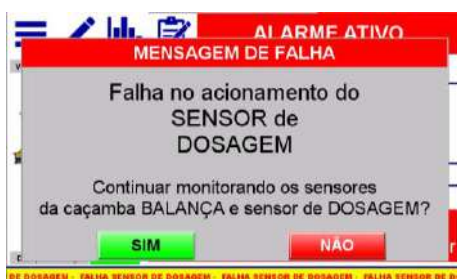 ALARME ATIVO
MENSAGEM DE FALHA
Falha no acionamento do
SENSOR de
DOSAGEM
Continuar monitorando os sensores
da caçamba BALANÇA e sensor de DOSAGEM?
SIM NÃO
DE DOSAGEM - FALHA SENSOR DE DOSAGEM - FALHA SENSOR DE DOSAGEM - FALHA SENSOR DE D